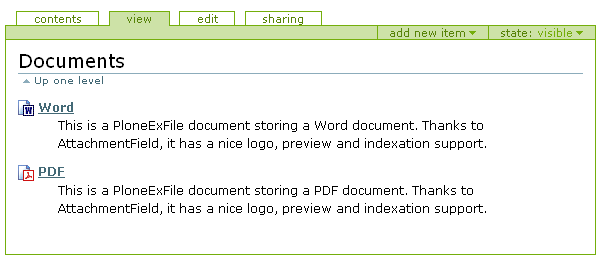 contents view edit sharing
add new item state: visible
Documents
Up one level
Word
This is a PloneExFile document storing a Word document. Thanks to
AttachmentField, it has a nice logo, preview and indexation support.
PDF
This is a PloneExFile document storing a PDF document. Thanks to
AttachmentField, it has a nice logo, preview and indexation support.